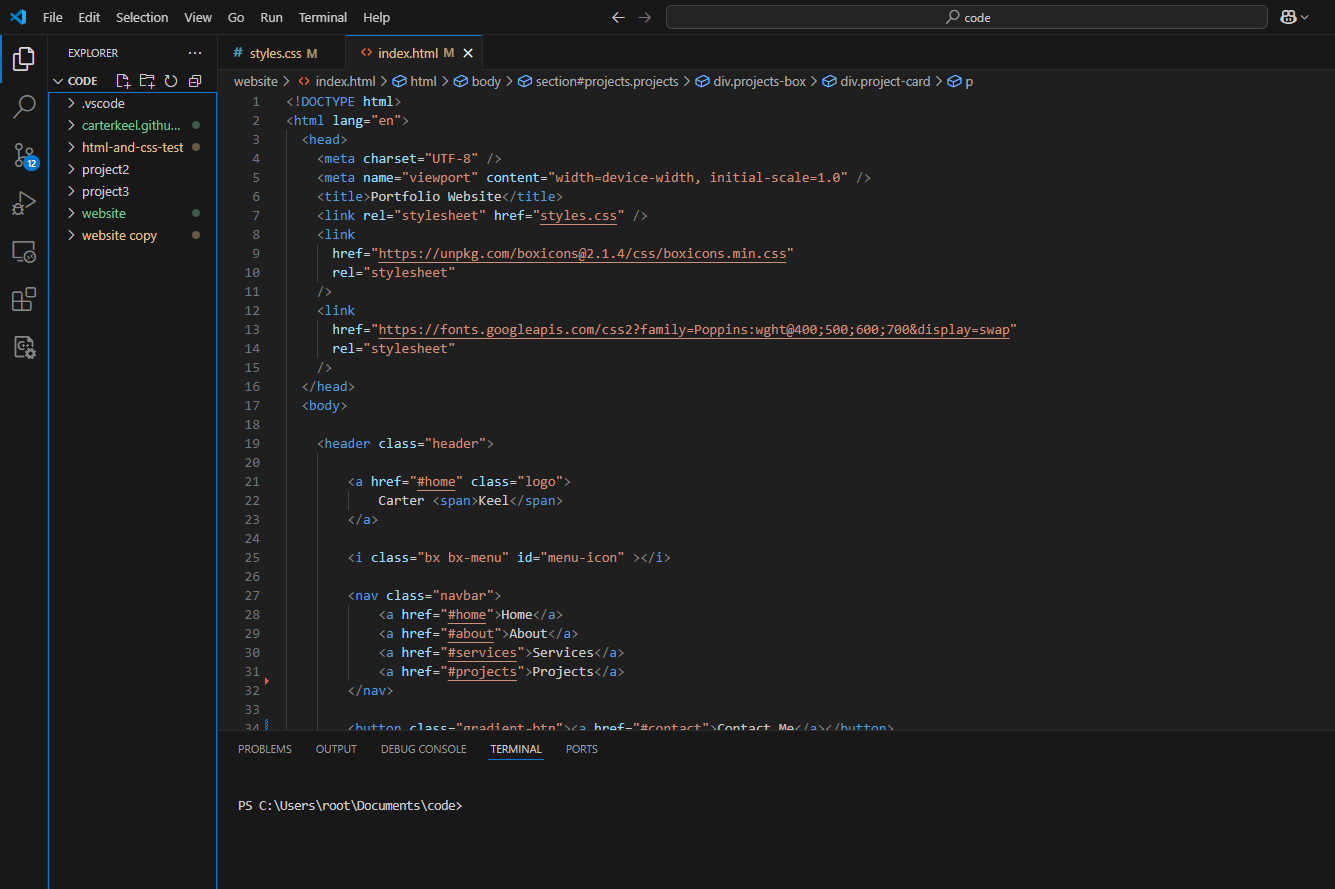 File Edit Selection View Go Run Terminal Help
code
EXPLORER
CODE
.vscode
carterkeel.githu...
html-and-css-test
project2
project3
website
website copy
12
# styles.css M
<> index.html M
website > <> index.html > html > body > section#projects.projects > div.projects-box > div.project-card > p
1 <!DOCTYPE html>
2 <html lang="en">
3 <head>
4 <meta charset="UTF-8" />
5 <meta name="viewport" content="width=device-width, initial-scale=1.0" />
6 <title>Portfolio Website</title>
7 <link rel="stylesheet" href="styles.css" />
8 <link
9 href="https://unpkg.com/boxicons@2.1.4/css/boxicons.min.css"
10 rel="stylesheet"
11 />
12 <link
13 href="https://fonts.googleapis.com/css2?family=Poppins:wght@400;500;600;700&display=swap"
14 rel="stylesheet"
15 />
16 </head>
17 <body>
18
19 <header class="header">
20
21 <a href="#home" class="logo">
22 Carter <span>Keel</span>
23 </a>
24
25 <i class="bx bx-menu" id="menu-icon" ></i>
26
27 <nav class="navbar">
28 <a href="#home">Home</a>
29 <a href="#about">About</a>
30 <a href="#services">Services</a>
31 <a href="#projects">Projects</a>
32 </nav>
33
34 <button class="gradient-btn"><a href="#contact">Contact Me</a></button>
PROBLEMS OUTPUT DEBUG CONSOLE TERMINAL PORTS
PS C:\Users\root\Documents\code>